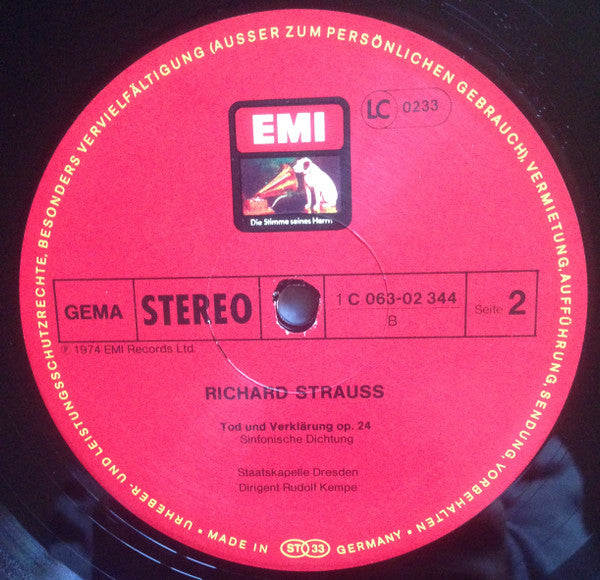 URHEBER- UND LEISTUNGSSCHUTZRECHTE, BESONDERS VERVIELFÄLTIGUNG (AUSSER ZUM PERSÖNLICHEN GEBRAUCH), VERMIETUNG, AUFFÜHRUNG, SENDUNG, VORBEHALTEN
LC 0233
EMI
Die Stimme seines Herrn
GEMA
STEREO
1 C 063-02 344
B
Seite 2
℗ 1974 EMI Records Ltd.
RICHARD STRAUSS
Tod und Verklärung op. 24
Sinfonische Dichtung
Staatskapelle Dresden
Dirigent Rudolf Kempe
• MADE IN ST 33 GERMANY •